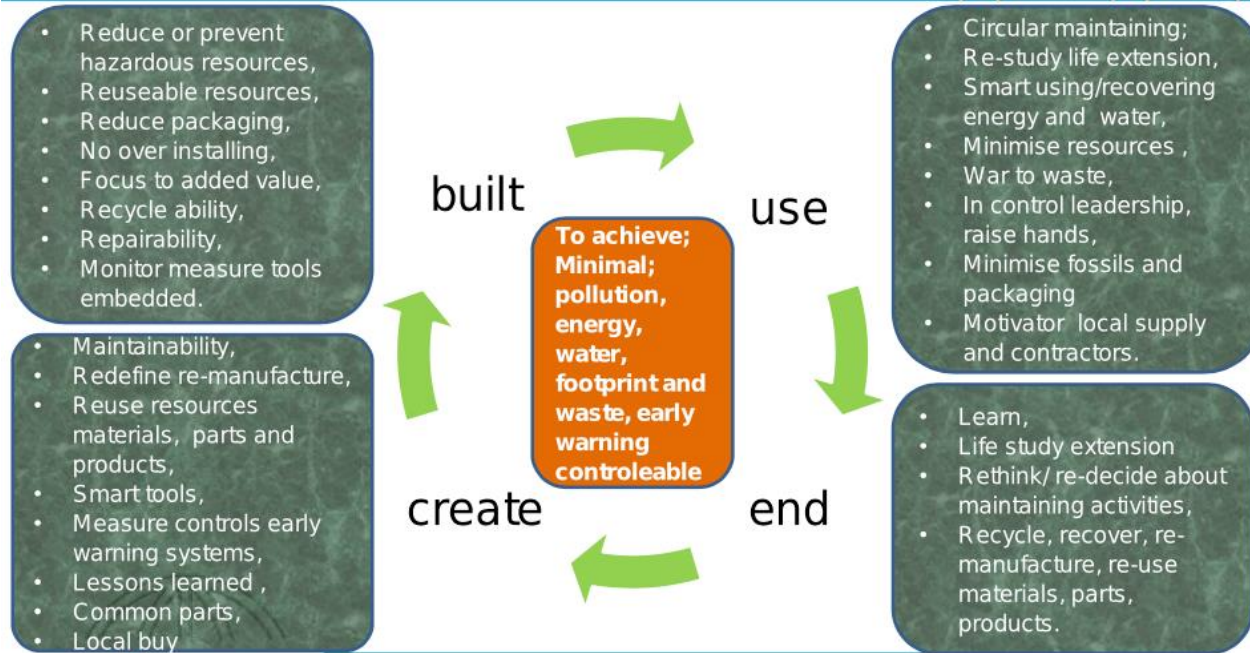 • Reduce or prevent
hazardous resources,
• Reuseable resources,
• Reduce packaging,
• No over installing,
• Focus to added value,
• Recycle ability,
• Repairability,
• Monitor measure tools
embedded.
• Circular maintaining;
• Re-study life extension,
• Smart using/recovering
energy and water,
• Minimise resources ,
• War to waste,
• In control leadership,
raise hands,
• Minimise fossils and
packaging
• Motivator local supply
and contractors.
built
use
To achieve;
Minimal;
pollution,
energy,
water,
footprint and
waste, early
warning
controleable
create
end
• Maintainability,
• Redefine re-manufacture,
• Reuse resources
materials, parts and
products,
• Smart tools,
• Measure controls early
warning systems,
• Lessons learned ,
• Common parts,
• Local buy
• Learn,
• Life study extension
• Rethink/ re-decide about
maintaining activities,
• Recycle, recover, re-
manufacture, re-use
materials, parts,
products.